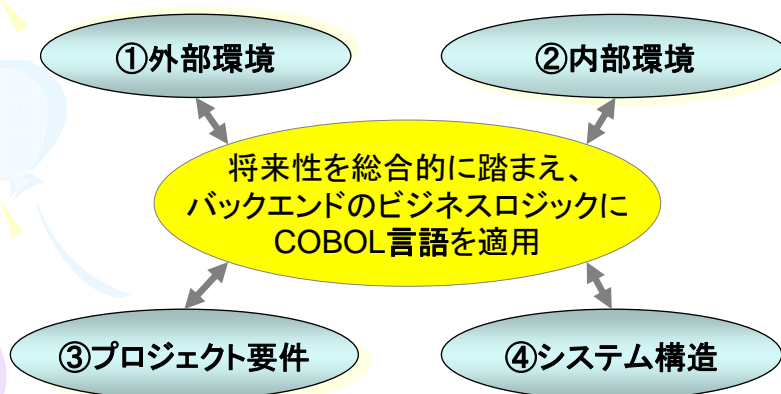 ①外部環境
②内部環境
将来性を総合的に踏まえ、
バックエンドのビジネスロジックに
COBOL言語を適用
③プロジェクト要件
④システム構造